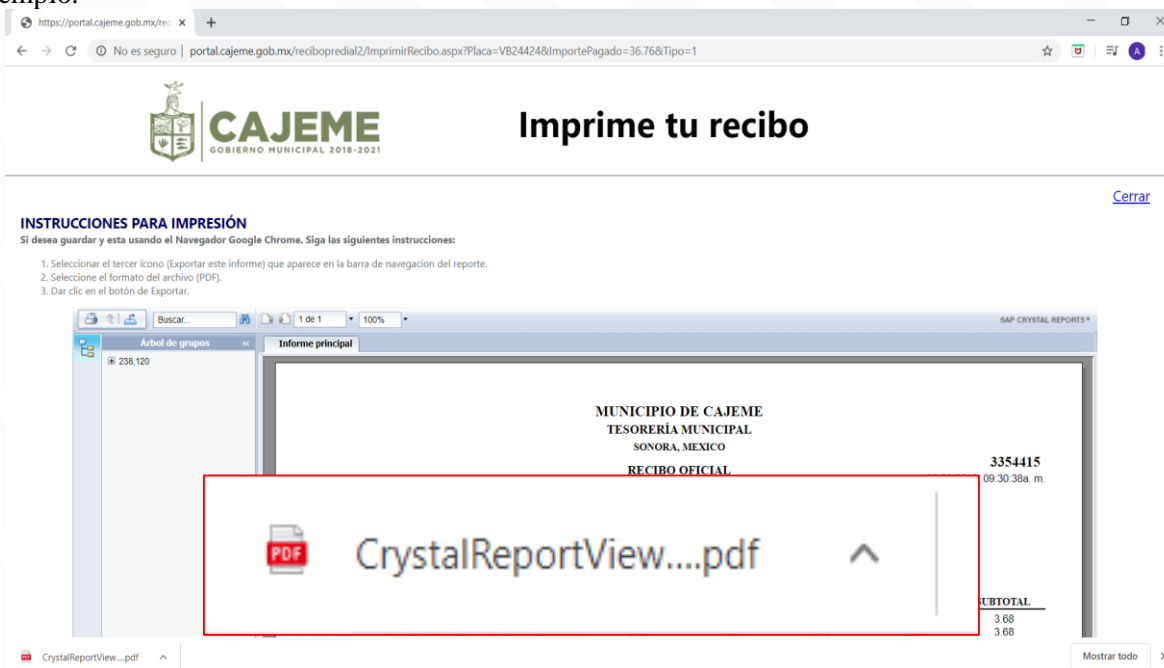 https://portal.cajeme.gob.mx/rec
No es seguro | portal.cajeme.gob.mx/recibopredial2/ImprimirRecibo.aspx?Placa=VB24424&ImportePagado=36.76&Tipo=1
A
CAJEME
GOBIERNO MUNICIPAL 2018-2021
Imprime tu recibo
Cerrar
INSTRUCCIONES PARA IMPRESIÓN
Si desea guardar y esta usando el Navegador Google Chrome. Siga las siguientes instrucciones:
1. Seleccionar el tercer ícono (Exportar este informe) que aparece en la barra de navegacion del reporte.
2. Seleccione el formato del archivo (PDF).
3. Dar clic en el botón de Exportar.
Buscar...
1 de 1
100%
SAP CRYSTAL REPORTS®
Árbol de grupos «
Informe principal
238,120
MUNICIPIO DE CAJEME
TESORERÍA MUNICIPAL
SONORA, MEXICO
RECIBO OFICIAL
3354415
09:30:38a. m.
PDF
CrystalReportView....pdf
SUBTOTAL
3.68
3.68
CrystalReportView....pdf
Mostrar todo